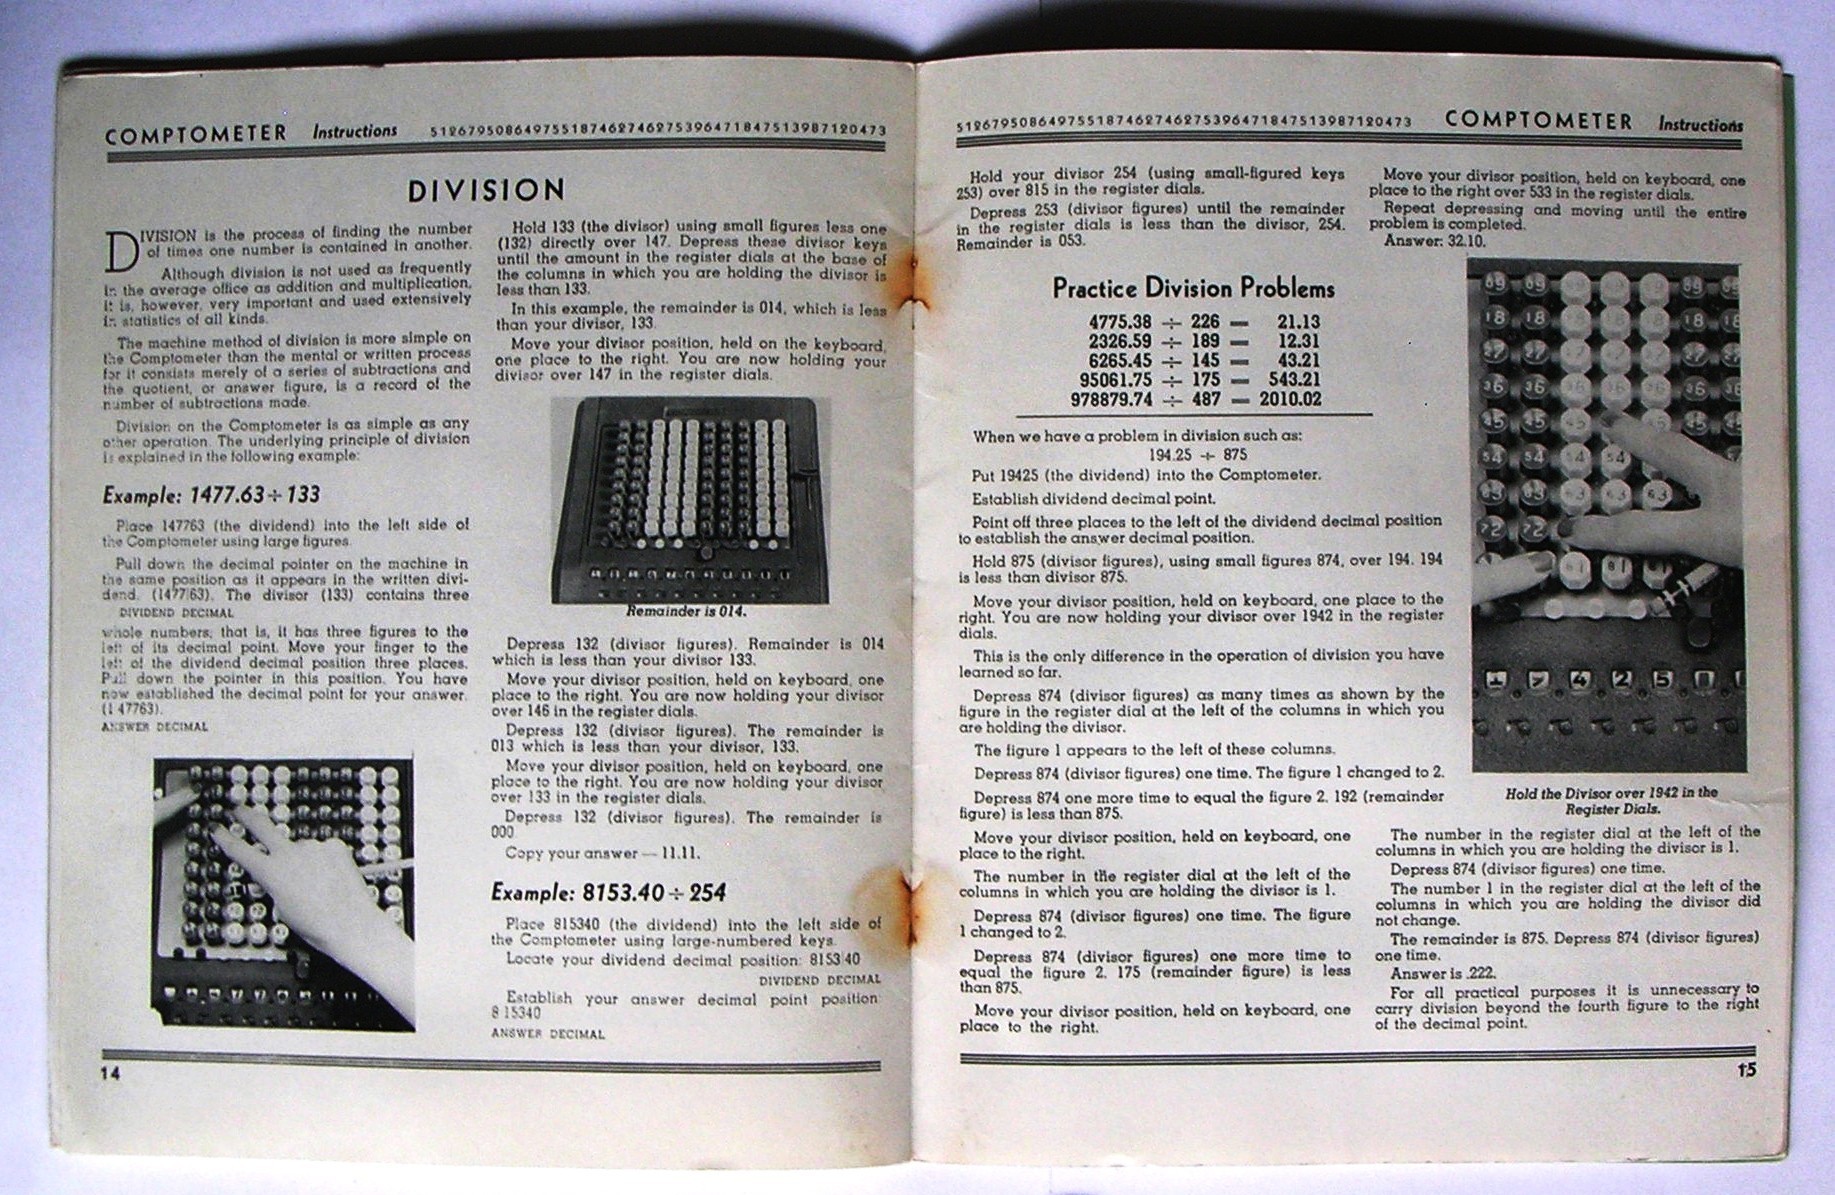 COMPTOMETER Instructions 512679508649755187462746275396471847513987120473
DIVISION
DIVISION is the process of finding the number
of times one number is contained in another.
Although division is not used as frequently
in the average office as addition and multiplication,
it is, however, very important and used extensively
in statistics of all kinds.
The machine method of division is more simple on
the Comptometer than the mental or written process
for it consists merely of a series of subtractions and
the quotient, or answer figure, is a record of the
number of subtractions made.
Division on the Comptometer is as simple as any
other operation. The underlying principle of division
is explained in the following example:
Example: 1477.63 ÷ 133
Place 147763 (the dividend) into the left side of
the Comptometer using large figures.
Pull down the decimal pointer on the machine in
the same position as it appears in the written divi-
dend. (1477 63). The divisor (133) contains three
DIVIDEND DECIMAL
whole numbers; that is, it has three figures to the
left of its decimal point. Move your finger to the
left of the dividend decimal position three places.
Pull down the pointer in this position. You have
now established the decimal point for your answer.
(1 47763).
ANSWER DECIMAL
Hold 133 (the divisor) using small figures less one
(132) directly over 147. Depress these divisor keys
until the amount in the register dials at the base of
the columns in which you are holding the divisor is
less than 133.
In this example, the remainder is 014, which is less
than your divisor, 133.
Move your divisor position, held on the keyboard,
one place to the right. You are now holding your
divisor over 147 in the register dials.
Remainder is 014.
Depress 132 (divisor figures). Remainder is 014
which is less than your divisor 133.
Move your divisor position, held on keyboard, one
place to the right. You are now holding your divisor
over 146 in the register dials.
Depress 132 (divisor figures). The remainder is
013 which is less than your divisor, 133.
Move your divisor position, held on keyboard, one
place to the right. You are now holding your divisor
over 133 in the register dials.
Depress 132 (divisor figures). The remainder is
000
Copy your answer — 11.11.
Example: 8153.40 ÷ 254
Place 815340 (the dividend) into the left side of
the Comptometer using large-numbered keys.
Locate your dividend decimal position: 8153 40
DIVIDEND DECIMAL
Establish your answer decimal point position:
8 15340
ANSWER DECIMAL
14
512679508649755187462746275396471847513987120473 COMPTOMETER Instructions
Hold your divisor 254 (using small-figured keys
253) over 815 in the register dials.
Depress 253 (divisor figures) until the remainder
in the register dials is less than the divisor, 254.
Remainder is 053.
Move your divisor position, held on keyboard, one
place to the right over 533 in the register dials.
Repeat depressing and moving until the entire
problem is completed.
Answer: 32.10.
Practice Division Problems
4775.38 ÷ 226 = 21.13
2326.59 ÷ 189 = 12.31
6265.45 ÷ 145 = 43.21
95061.75 ÷ 175 = 543.21
978879.74 ÷ 487 = 2010.02
When we have a problem in division such as:
194.25 ÷ 875
Put 19425 (the dividend) into the Comptometer.
Establish dividend decimal point.
Point off three places to the left of the dividend decimal position
to establish the answer decimal position.
Hold 875 (divisor figures), using small figures 874, over 194. 194
is less than divisor 875.
Move your divisor position, held on keyboard, one place to the
right. You are now holding your divisor over 1942 in the register
dials.
This is the only difference in the operation of division you have
learned so far.
Depress 874 (divisor figures) as many times as shown by the
figure in the register dial at the left of the columns in which you
are holding the divisor.
The figure 1 appears to the left of these columns.
Depress 874 (divisor figures) one time. The figure 1 changed to 2.
Depress 874 one more time to equal the figure 2. 192 (remainder
figure) is less than 875.
Move your divisor position, held on keyboard, one
place to the right.
The number in the register dial at the left of the
columns in which you are holding the divisor is 1.
Depress 874 (divisor figures) one time. The figure
1 changed to 2.
Depress 874 (divisor figures) one more time to
equal the figure 2. 175 (remainder figure) is less
than 875.
Move your divisor position, held on keyboard, one
place to the right.
Hold the Divisor over 1942 in the
Register Dials.
The number in the register dial at the left of the
columns in which you are holding the divisor is 1.
Depress 874 (divisor figures) one time.
The number 1 in the register dial at the left of the
columns in which you are holding the divisor did
not change.
The remainder is 875. Depress 874 (divisor figures)
one time.
Answer is .222.
For all practical purposes it is unnecessary to
carry division beyond the fourth figure to the right
of the decimal point.
15